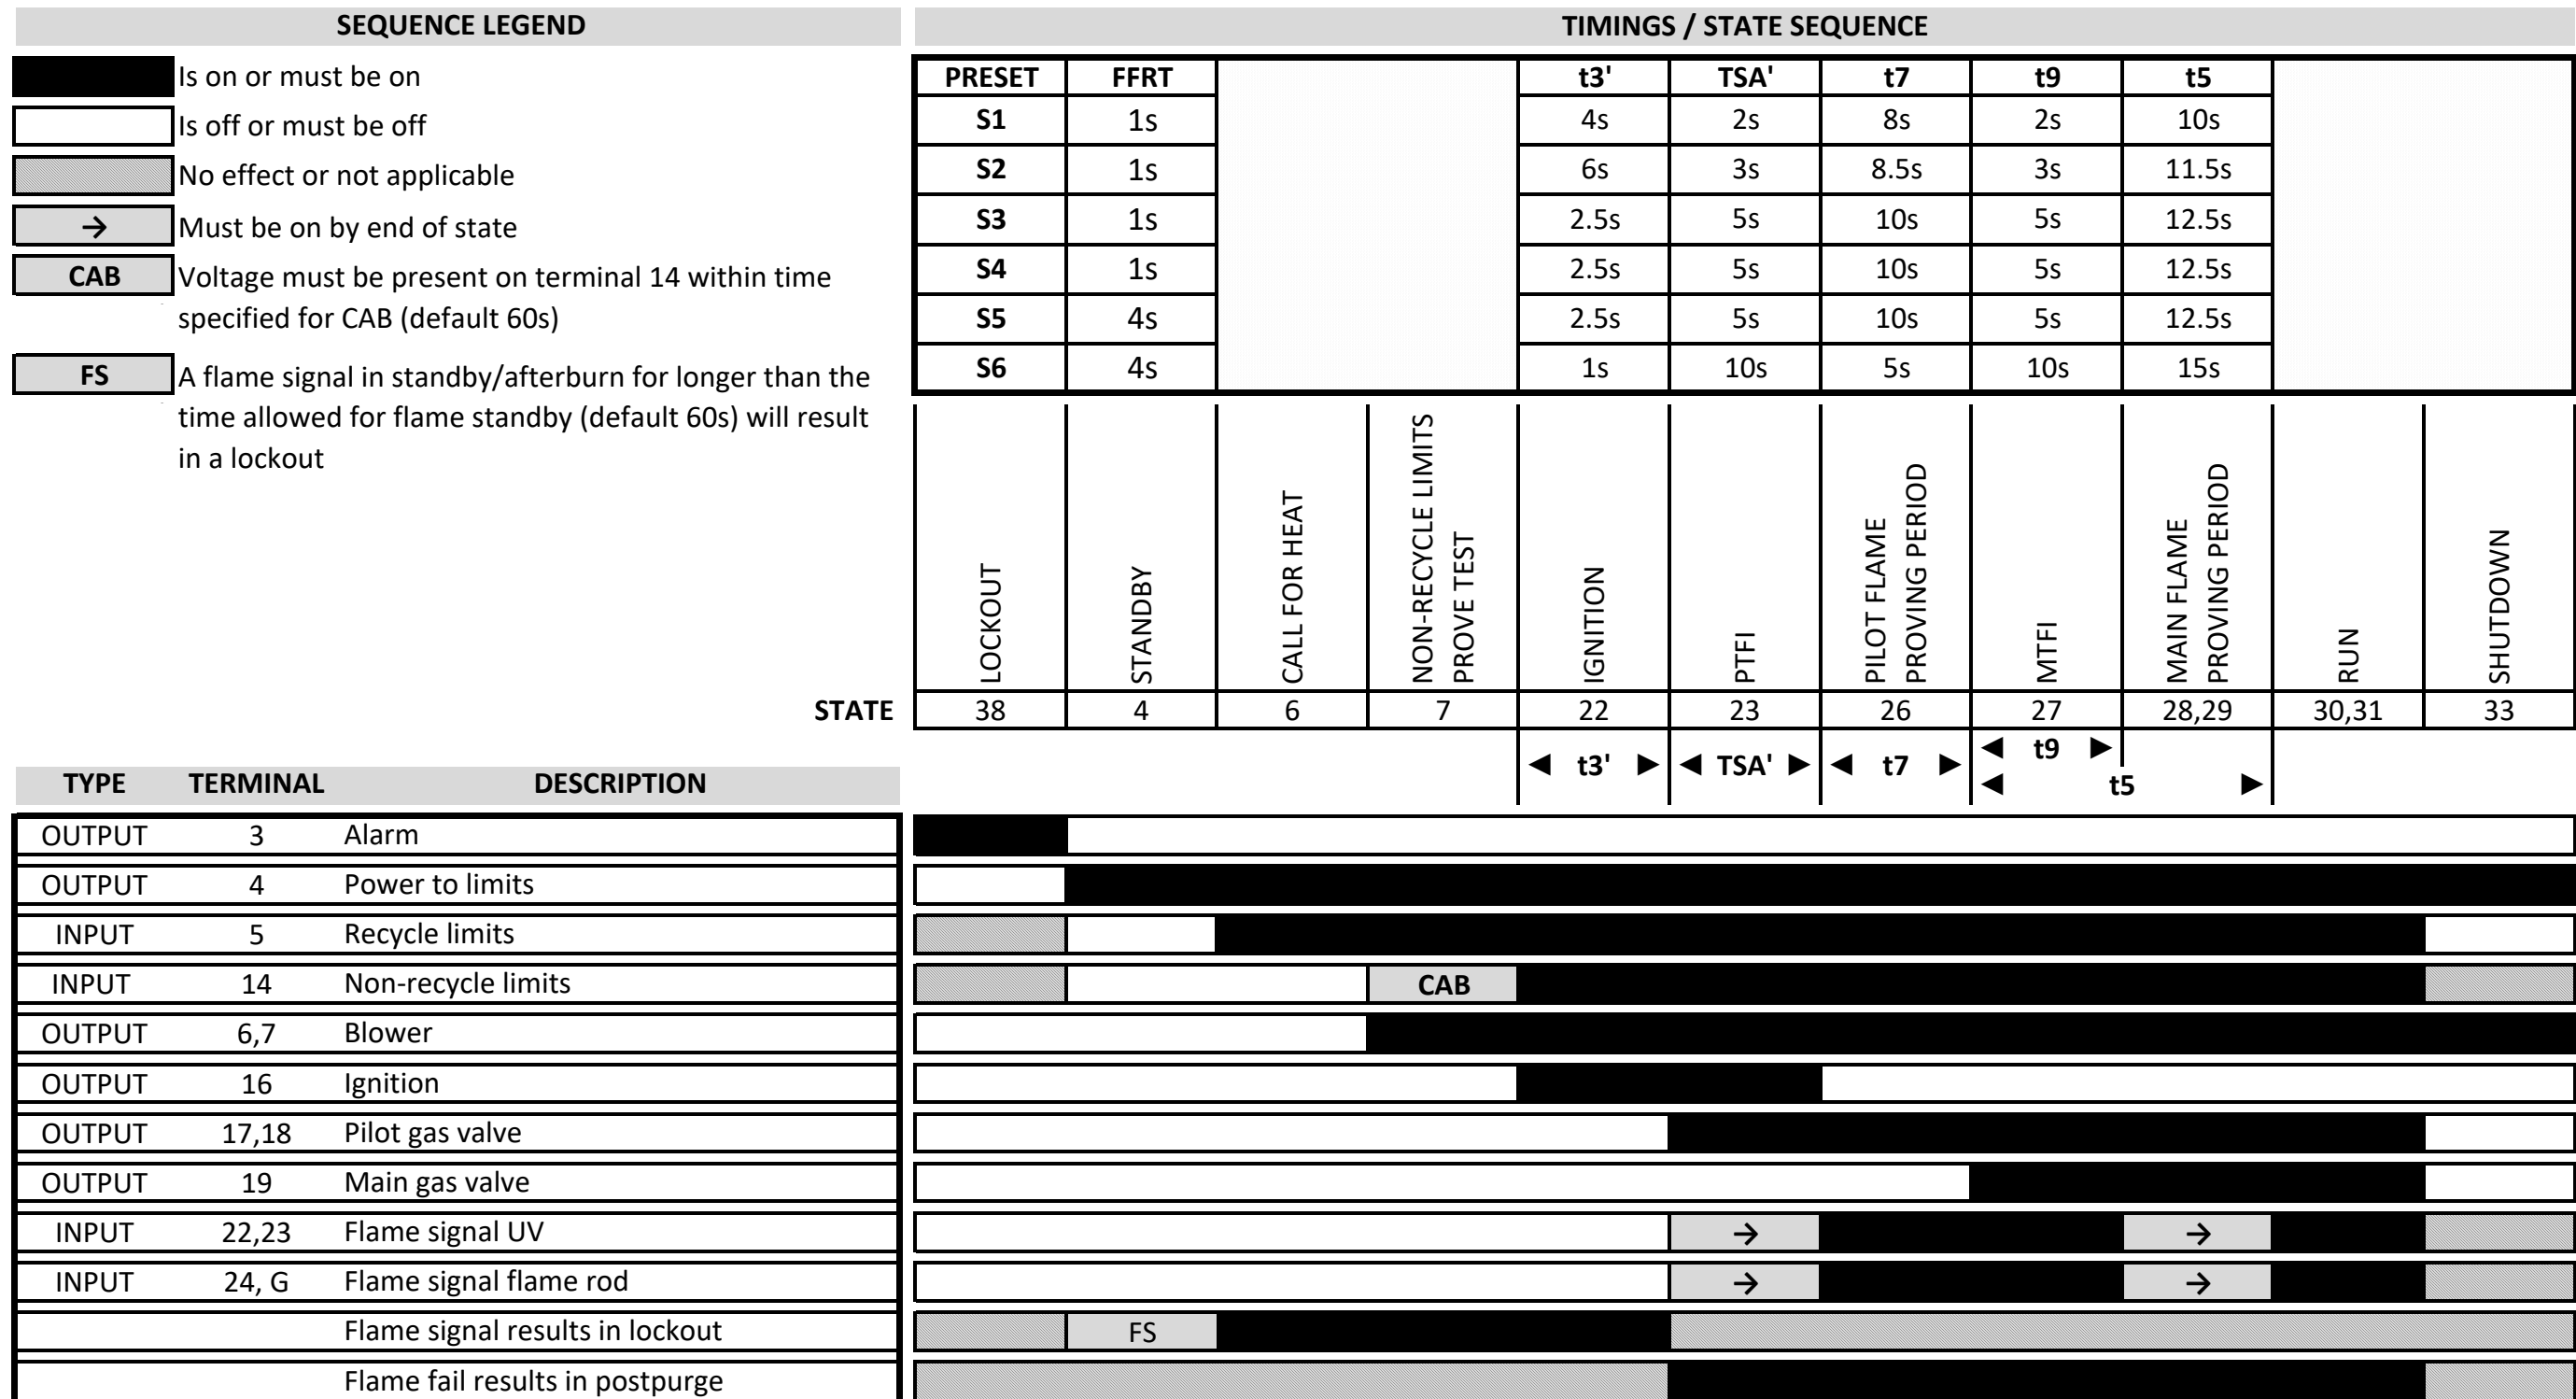 SEQUENCE LEGEND
Is on or must be on
Is off or must be off
No effect or not applicable
→ Must be on by end of state
CAB Voltage must be present on terminal 14 within time
specified for CAB (default 60s)
FS A flame signal in standby/afterburn for longer than the
time allowed for flame standby (default 60s) will result
in a lockout
TIMINGS / STATE SEQUENCE
PRESET FFRT t3' TSA' t7 t9 t5
S1 1s 4s 2s 8s 2s 10s
S2 1s 6s 3s 8.5s 3s 11.5s
S3 1s 2.5s 5s 10s 5s 12.5s
S4 1s 2.5s 5s 10s 5s 12.5s
S5 4s 2.5s 5s 10s 5s 12.5s
S6 4s 1s 10s 5s 10s 15s
LOCKOUT
STANDBY
CALL FOR HEAT
NON-RECYCLE LIMITS
PROVE TEST
IGNITION
PTFI
PILOT FLAME
PROVING PERIOD
MTFI
MAIN FLAME
PROVING PERIOD
RUN
SHUTDOWN
STATE 38 4 6 7 22 23 26 27 28,29 30,31 33
◄ t3' ► ◄ TSA' ► ◄ t7 ► ◄ t9 ►
◄ t5 ►
TYPE TERMINAL DESCRIPTION
OUTPUT 3 Alarm
OUTPUT 4 Power to limits
INPUT 5 Recycle limits
INPUT 14 Non-recycle limits CAB
OUTPUT 6,7 Blower
OUTPUT 16 Ignition
OUTPUT 17,18 Pilot gas valve
OUTPUT 19 Main gas valve
INPUT 22,23 Flame signal UV → →
INPUT 24, G Flame signal flame rod → →
Flame signal results in lockout FS
Flame fail results in postpurge